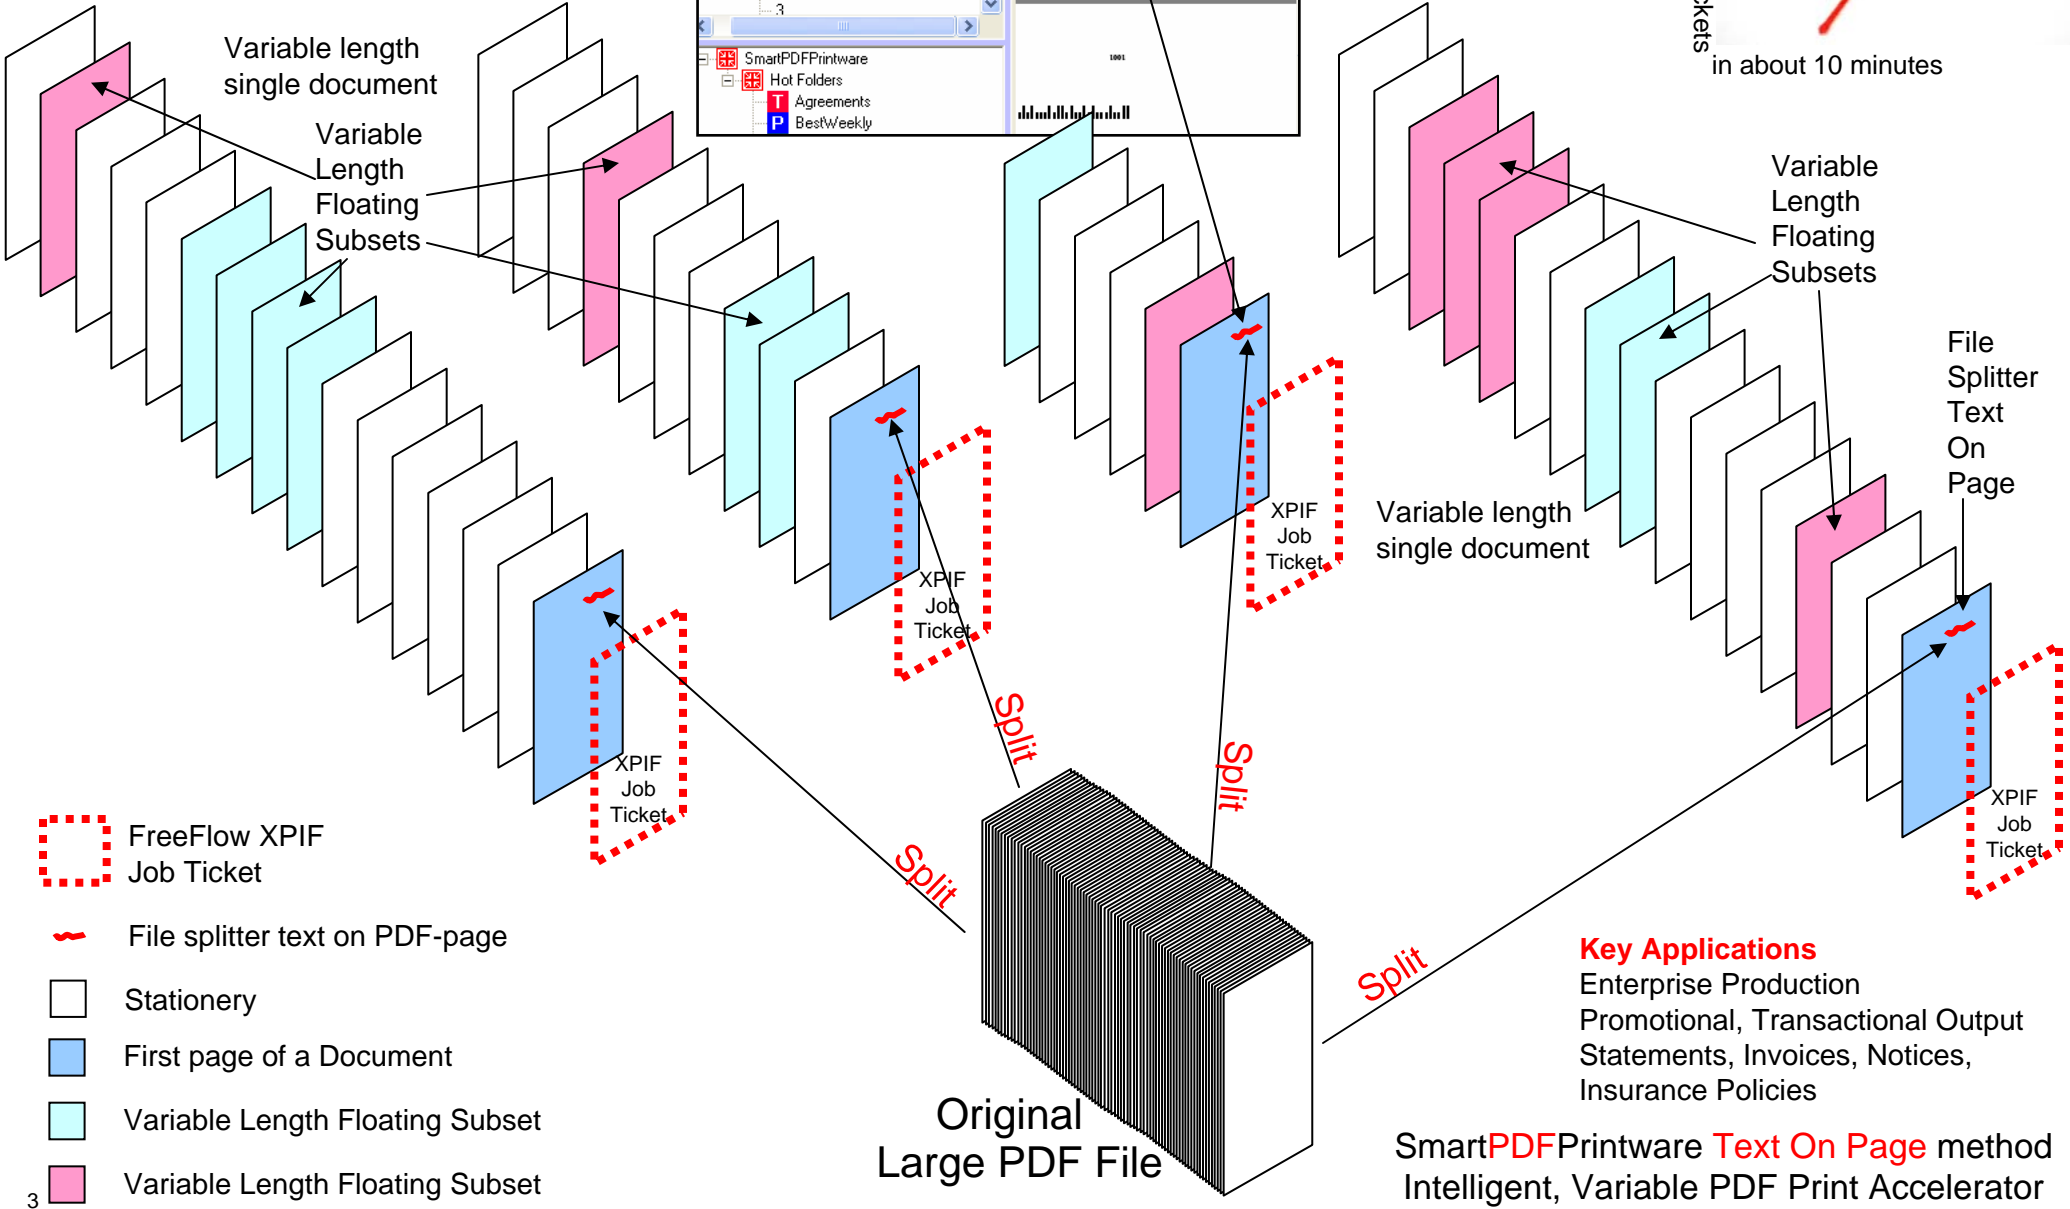 3
SmartPDFPrintware
Hot Folders
T Agreements
P BestWeekly
1001
in about 10 minutes
Variable length
single document
Variable
Length
Floating
Subsets
Variable
Length
Floating
Subsets
File
Splitter
Text
On
Page
Variable length
single document
XPIF
Job
Ticket
XPIF
Job
Ticket
XPIF
Job
Ticket
XPIF
Job
Ticket
Split
Split
Split
Split
FreeFlow XPIF
Job Ticket
File splitter text on PDF-page
Stationery
First page of a Document
Variable Length Floating Subset
Variable Length Floating Subset
3
Original
Large PDF File
Key Applications
Enterprise Production
Promotional, Transactional Output
Statements, Invoices, Notices,
Insurance Policies
SmartPDFPrintware Text On Page method
Intelligent, Variable PDF Print Accelerator